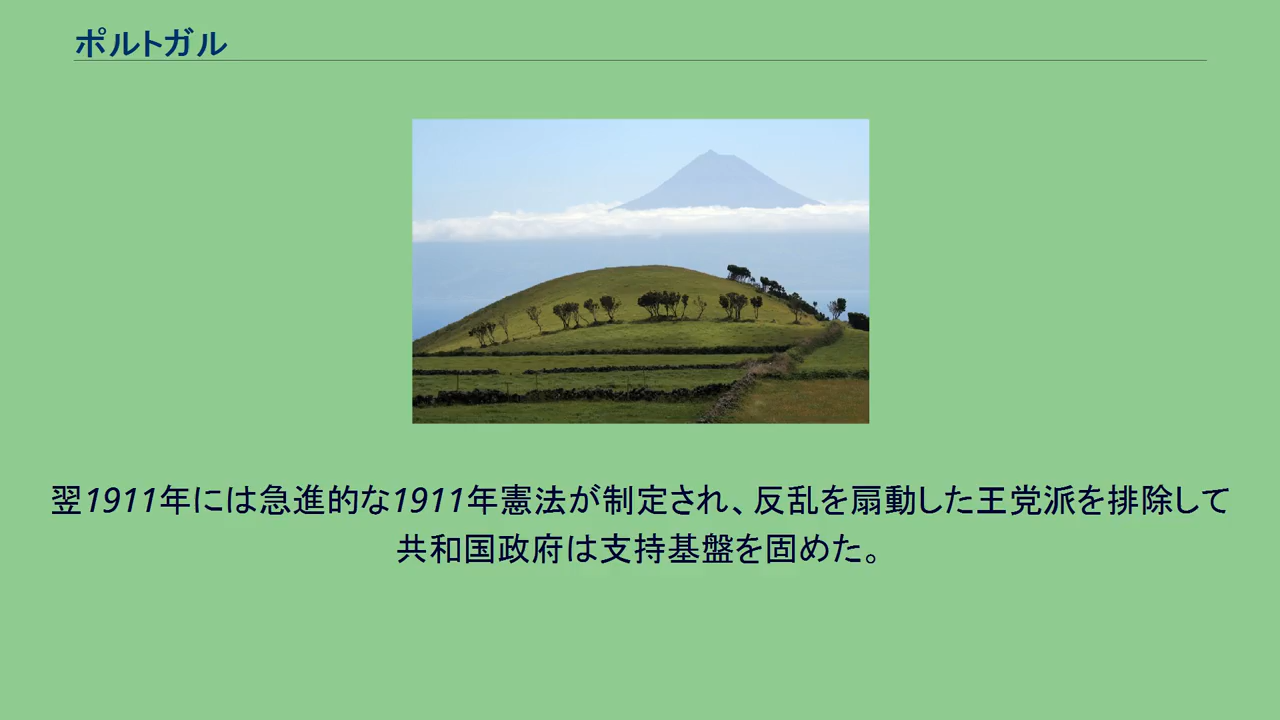 ポルトガル
翌1911年には急進的な1911年憲法が制定され、反乱を扇動した王党派を排除して
共和国政府は支持基盤を固めた。